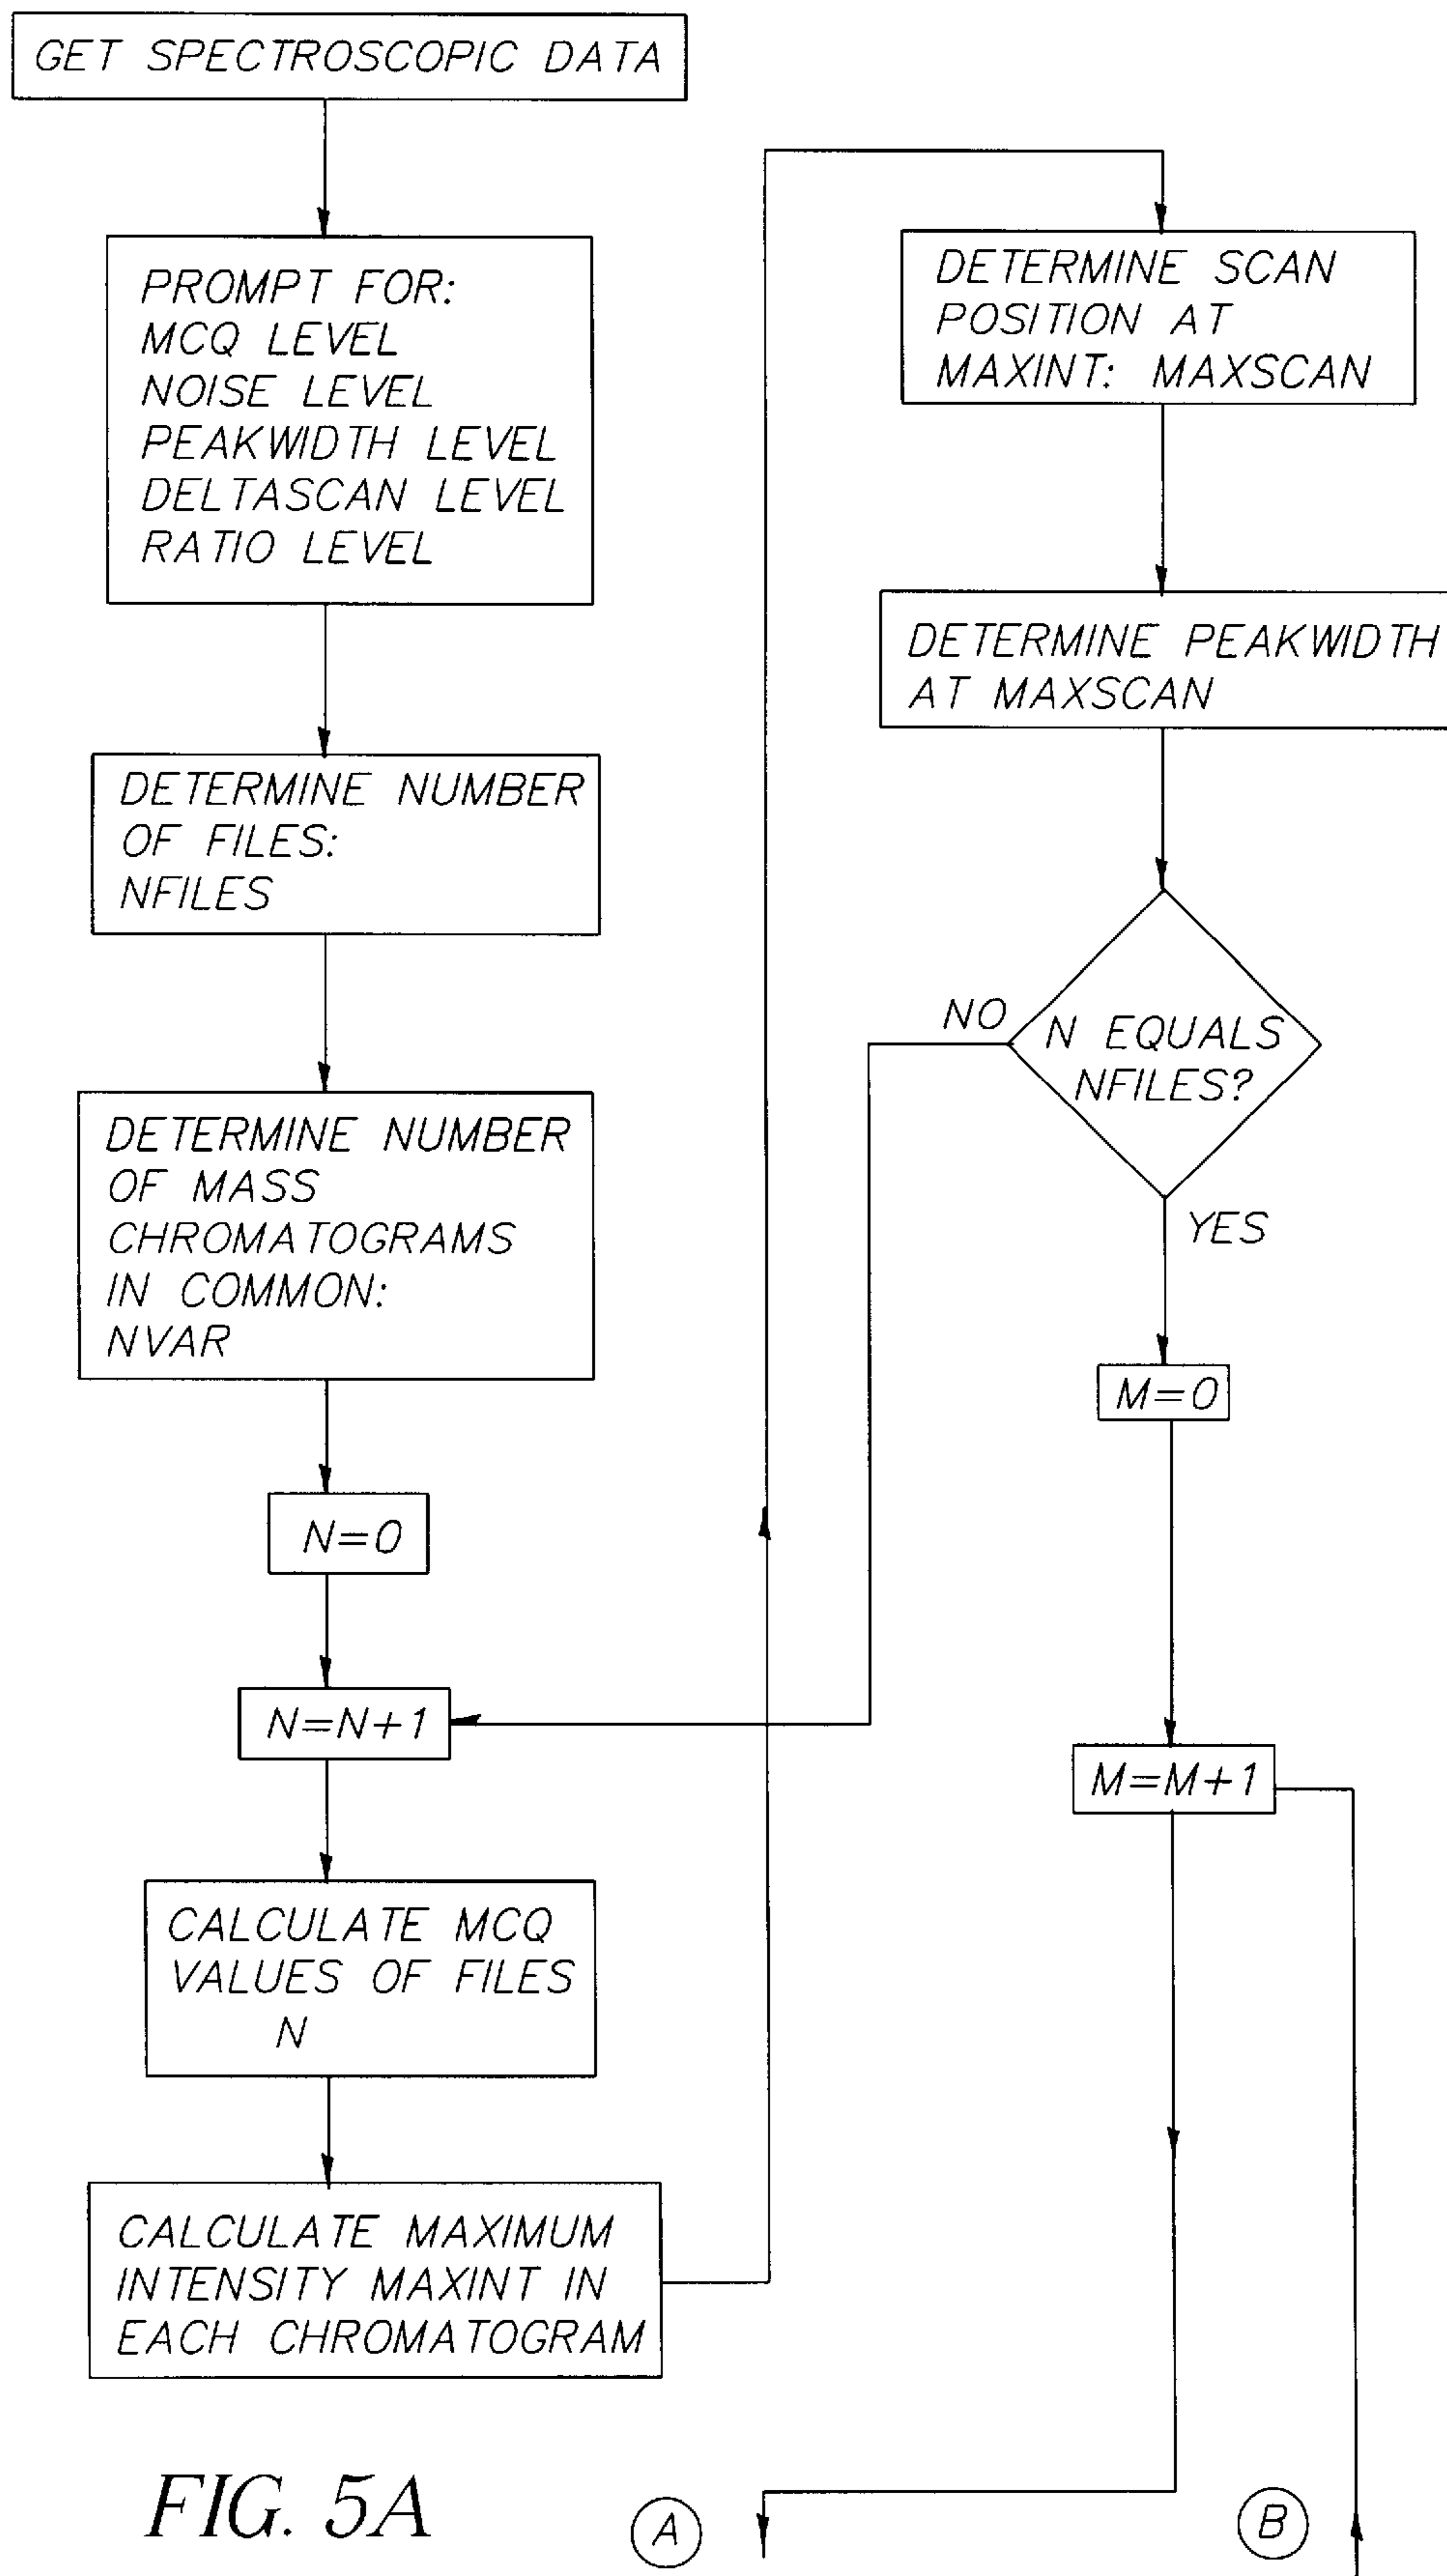 GET SPECTROSCOPIC DATA
PROMPT FOR:
MCQ LEVEL
NOISE LEVEL
PEAKWIDTH LEVEL
DELTASCAN LEVEL
RATIO LEVEL
DETERMINE NUMBER
OF FILES:
NFILES
DETERMINE NUMBER
OF MASS
CHROMATOGRAMS
IN COMMON:
NVAR
N=0
N=N+1
CALCULATE MCQ
VALUES OF FILES
N
CALCULATE MAXIMUM
INTENSITY MAXINT IN
EACH CHROMATOGRAM
DETERMINE SCAN
POSITION AT
MAXINT: MAXSCAN
DETERMINE PEAKWIDTH
AT MAXSCAN
NO
N EQUALS
NFILES?
YES
M=0
M=M+1
A
B
FIG. 5A